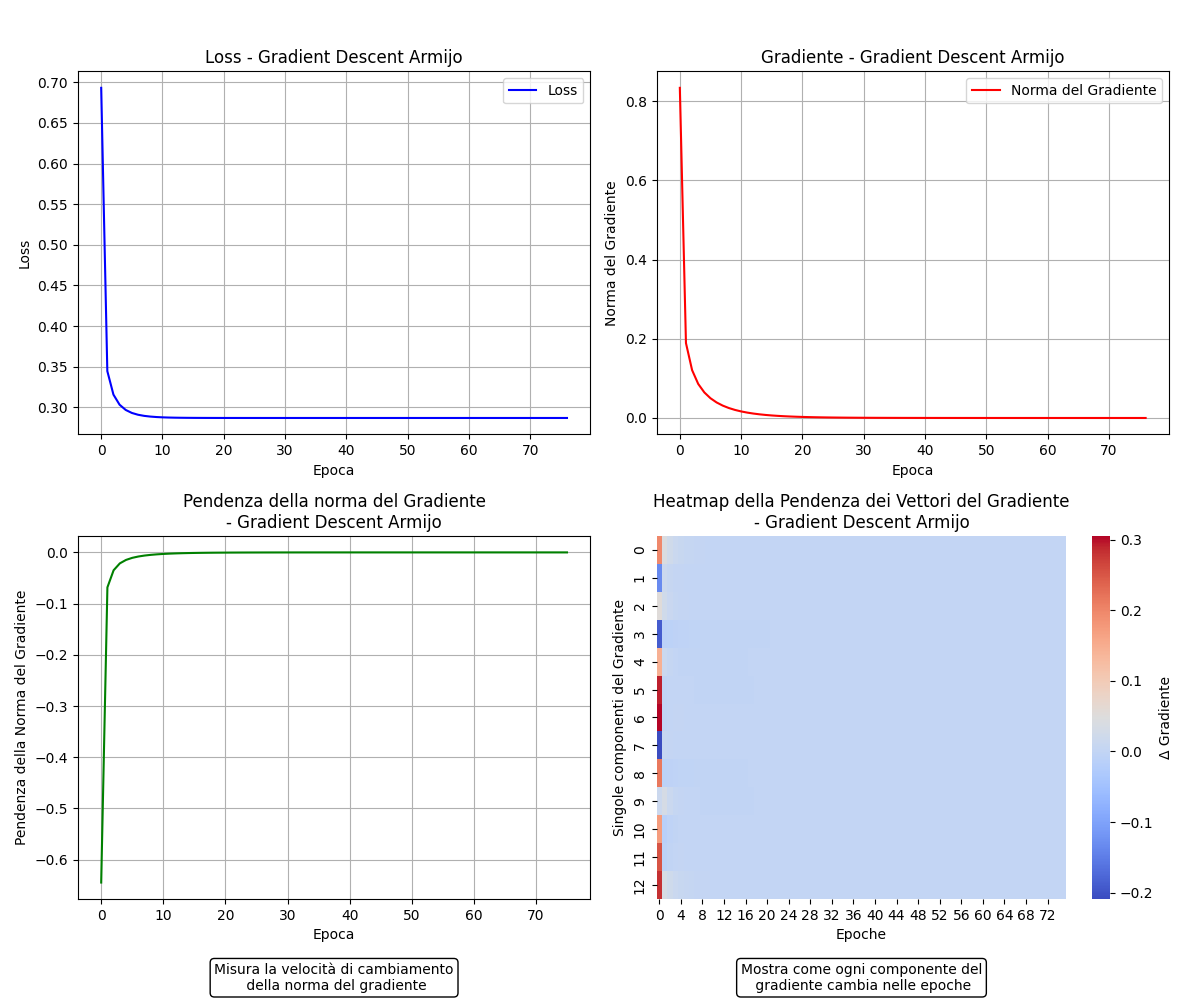 Loss - Gradient Descent Armijo
Loss
0.70
0.65
0.60
0.55
0.50
0.45
0.40
0.35
0.30
Loss
0 10 20 30 40 50 60 70
Epoca
Gradiente - Gradient Descent Armijo
Norma del Gradiente
0.8
0.6
0.4
0.2
0.0
Norma del Gradiente
0 10 20 30 40 50 60 70
Epoca
Pendenza della norma del Gradiente
- Gradient Descent Armijo
0.0
−0.1
−0.2
−0.3
−0.4
−0.5
−0.6
Pendenza della Norma del Gradiente
0 10 20 30 40 50 60 70
Epoca
Misura la velocità di cambiamento
della norma del gradiente
Heatmap della Pendenza dei Vettori del Gradiente
- Gradient Descent Armijo
0
1
2
3
4
5
6
7
8
9
10
11
12
Singole componenti del Gradiente
0 4 8 12 16 20 24 28 32 36 40 44 48 52 56 60 64 68 72
Epoche
0.3
0.2
0.1
0.0
−0.1
−0.2
Δ Gradiente
Mostra come ogni componente del
gradiente cambia nelle epoche